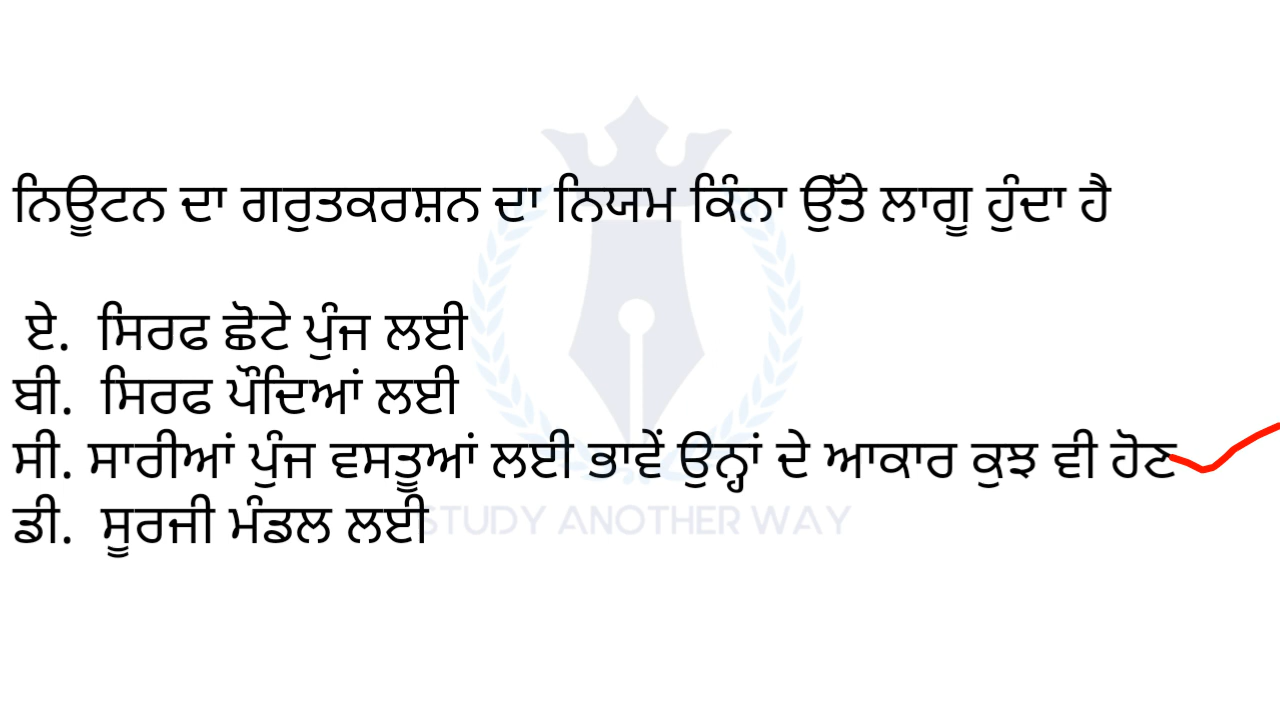 ਨਿਊਟਨ ਦਾ ਗਰੁਤਕਰਸ਼ਨ ਦਾ ਨਿਯਮ ਕਿੰਨਾ ਉੱਤੇ ਲਾਗੂ ਹੁੰਦਾ ਹੈ
ਏ. ਸਿਰਫ ਛੋਟੇ ਪੁੰਜ ਲਈ
ਬੀ. ਸਿਰਫ ਪੌਦਿਆਂ ਲਈ
ਸੀ. ਸਾਰੀਆਂ ਪੁੰਜ ਵਸਤੂਆਂ ਲਈ ਭਾਵੇਂ ਉਨ੍ਹਾਂ ਦੇ ਆਕਾਰ ਕੁਝ ਵੀ ਹੋਣ
ਡੀ. ਸੂਰਜੀ ਮੰਡਲ ਲਈ
STUDY ANOTHER WAY